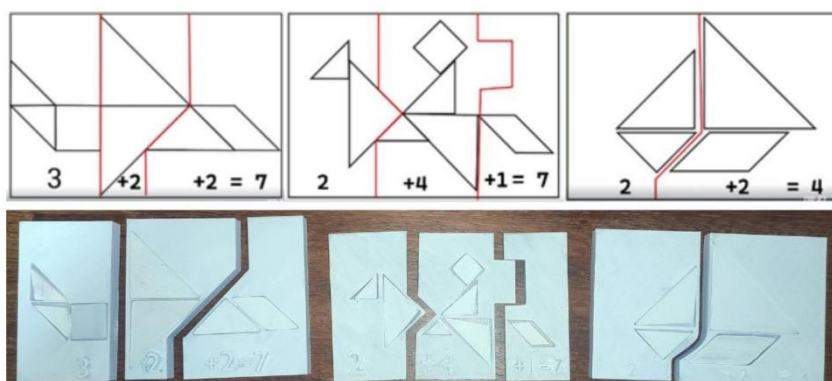 3 +2 +2 = 7
2 +4 +1 = 7
2 +2 = 4
3 +2 +2=7
2 +4 +1=7
2 +2